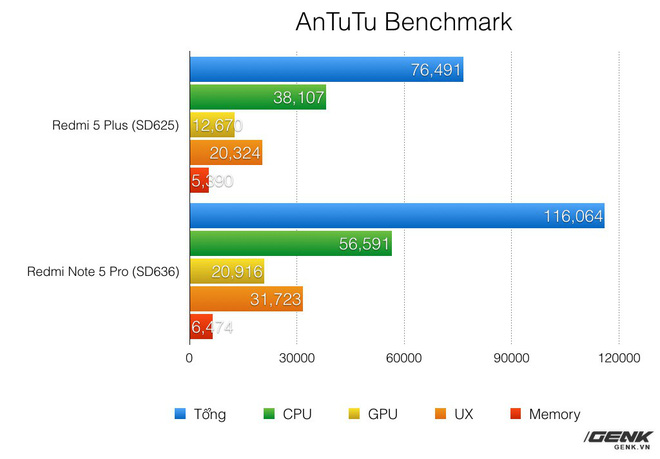 AnTuTu Benchmark
76,491
38,107
Redmi 5 Plus (SD625)
12,670
20,324
5,390
116,064
56,591
Redmi Note 5 Pro (SD636)
20,916
31,723
6,474
0 30000 60000 90000 120000
Tổng CPU GPU UX Memory
GENK
GENK.VN